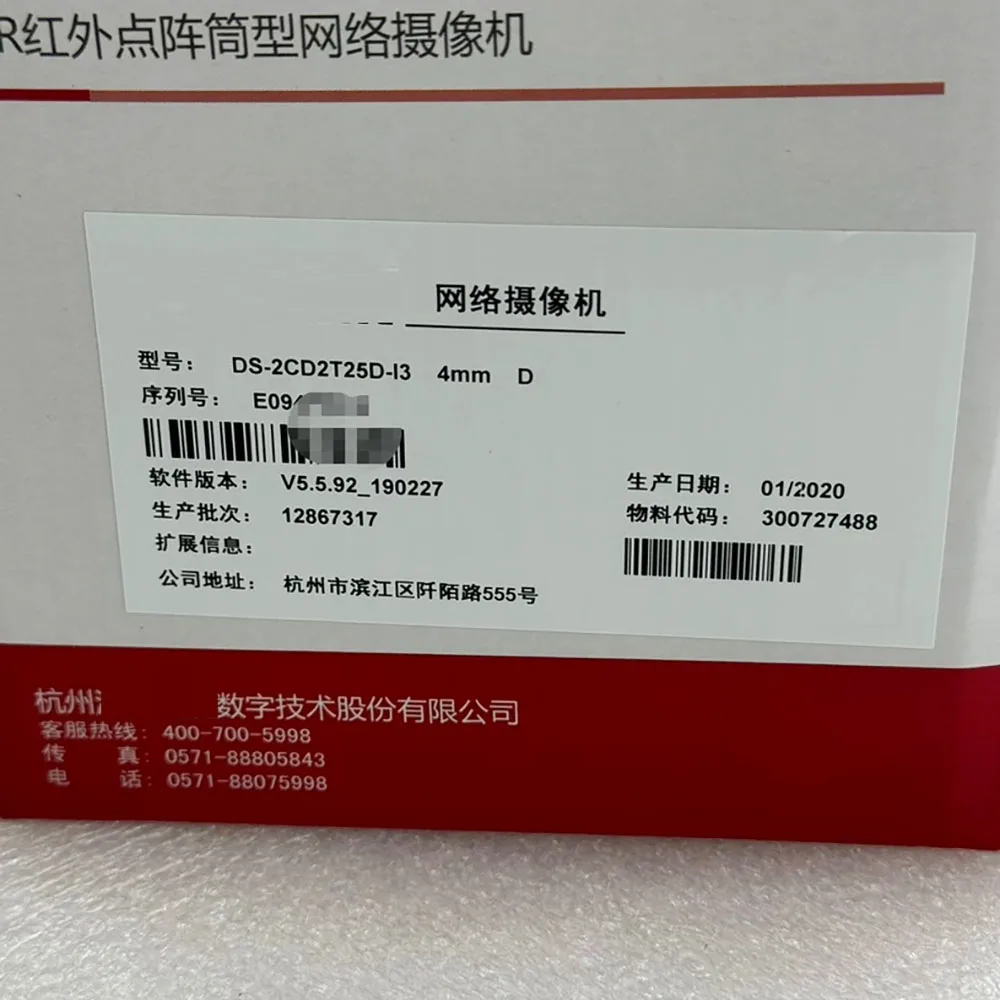 R红外点阵筒型网络摄像机
网络摄像机
型号： DS-2CD2T25D-I3 4mm D
序列号： E09
软件版本： V5.5.92_190227
生产批次： 12867317
扩展信息：
公司地址： 杭州市滨江区阡陌路555号
生产日期： 01/2020
物料代码： 300727488
杭州 数字技术股份有限公司
客服热线: 400-700-5998
传 真: 0571-88805843
电 话: 0571-88075998